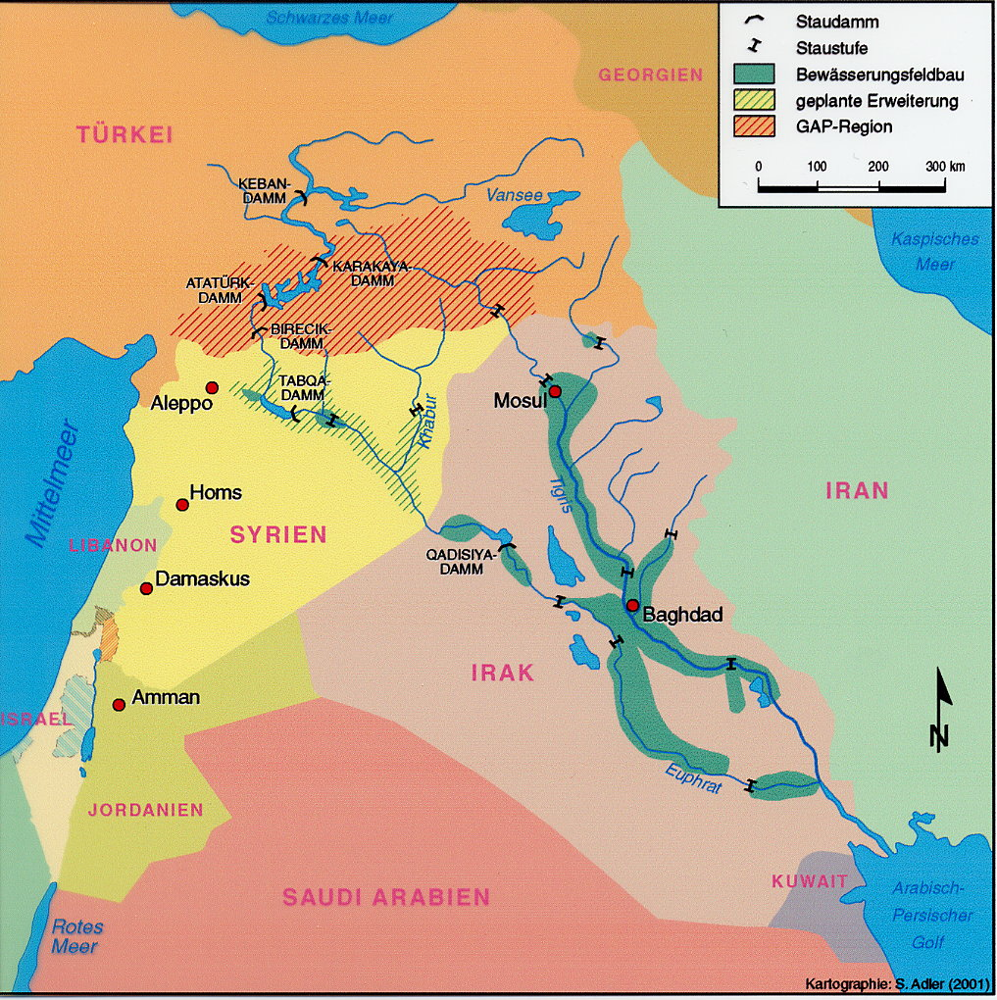 Schwarzes Meer
Staudamm
Staustufe
Bewässerungsfeldbau
geplante Erweiterung
GAP-Region
0 100 200 300 km
GEORGIEN
TÜRKEI
KEBAN-
DAMM
Vansee
Kaspisches
Meer
KARAKAYA-
DAMM
ATATÜRK-
DAMM
BIRECIK-
DAMM
TABQA-
DAMM
Aleppo
Mosul
Khabur
Mittelmeer
Homs
Tigris
IRAN
SYRIEN
LIBANON
QADISIYA-
DAMM
Damaskus
Baghdad
IRAK
Amman
ISRAEL
N
Euphrat
JORDANIEN
KUWAIT
SAUDI ARABIEN
Arabisch-
Persischer
Golf
Rotes
Meer
Kartographie: S. Adler (2001)